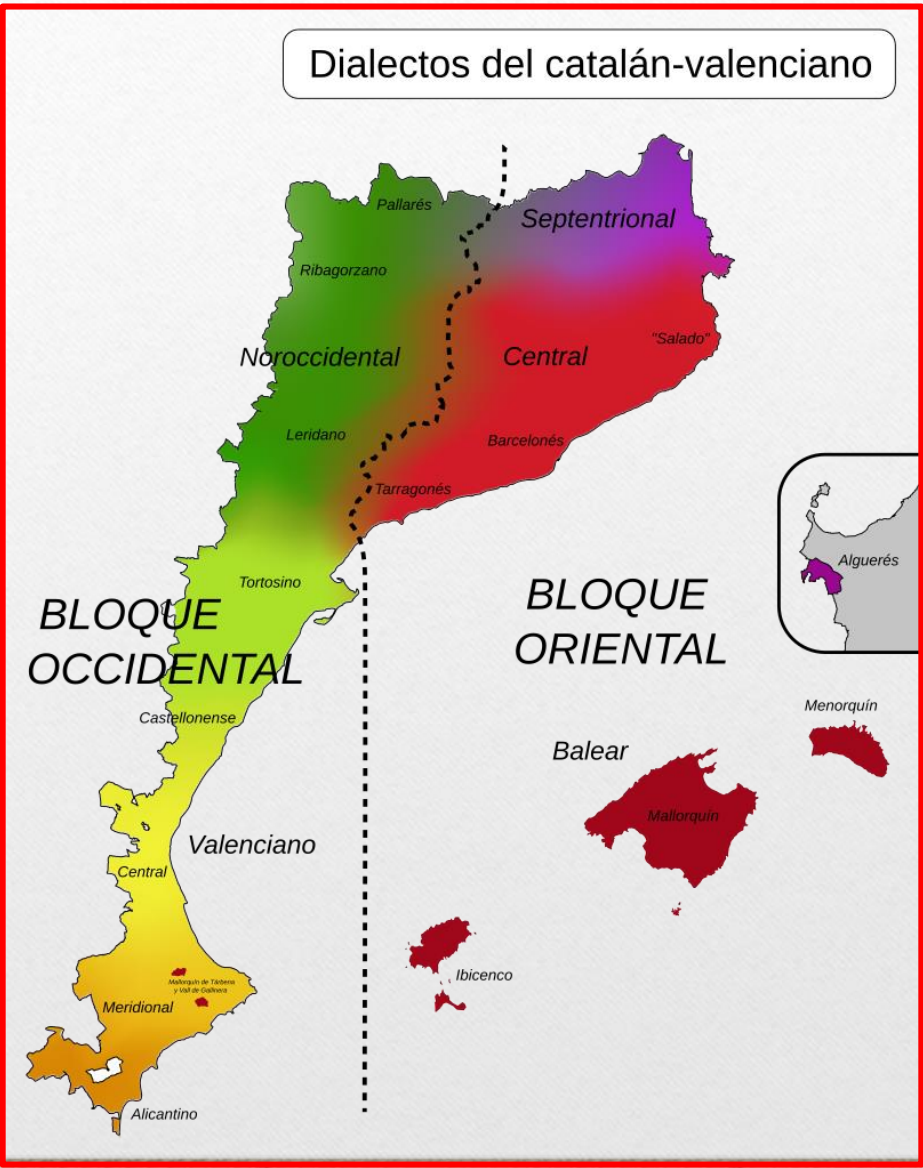 Dialectos del catalán-valenciano
Pallarés
Septentrional
Ribagorzano
"Salado"
Noroccidental
Central
Leridano
Barcelonés
Tarragonés
Alguerés
Tortosino
BLOQUE
OCCIDENTAL
BLOQUE
ORIENTAL
Menorquín
Castellonense
Balear
Mallorquín
Valenciano
Central
Ibicenco
Mallorquín de Tàrbena
y Vall de Gallinera
Meridional
Alicantino